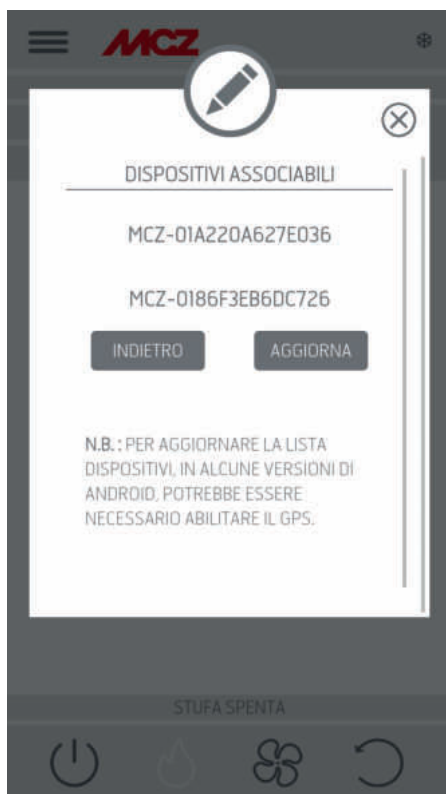 MCZ
DISPOSITIVI ASSOCIABILI
MCZ-01A220A627E036
MCZ-0186F3EB6DC726
INDIETRO
AGGIORNA
N.B. : PER AGGIORNARE LA LISTA
DISPOSITIVI, IN ALCUNE VERSIONI DI
ANDROID, POTREBBE ESSERE
NECESSARIO ABILITARE IL GPS.
STUFA SPENTA